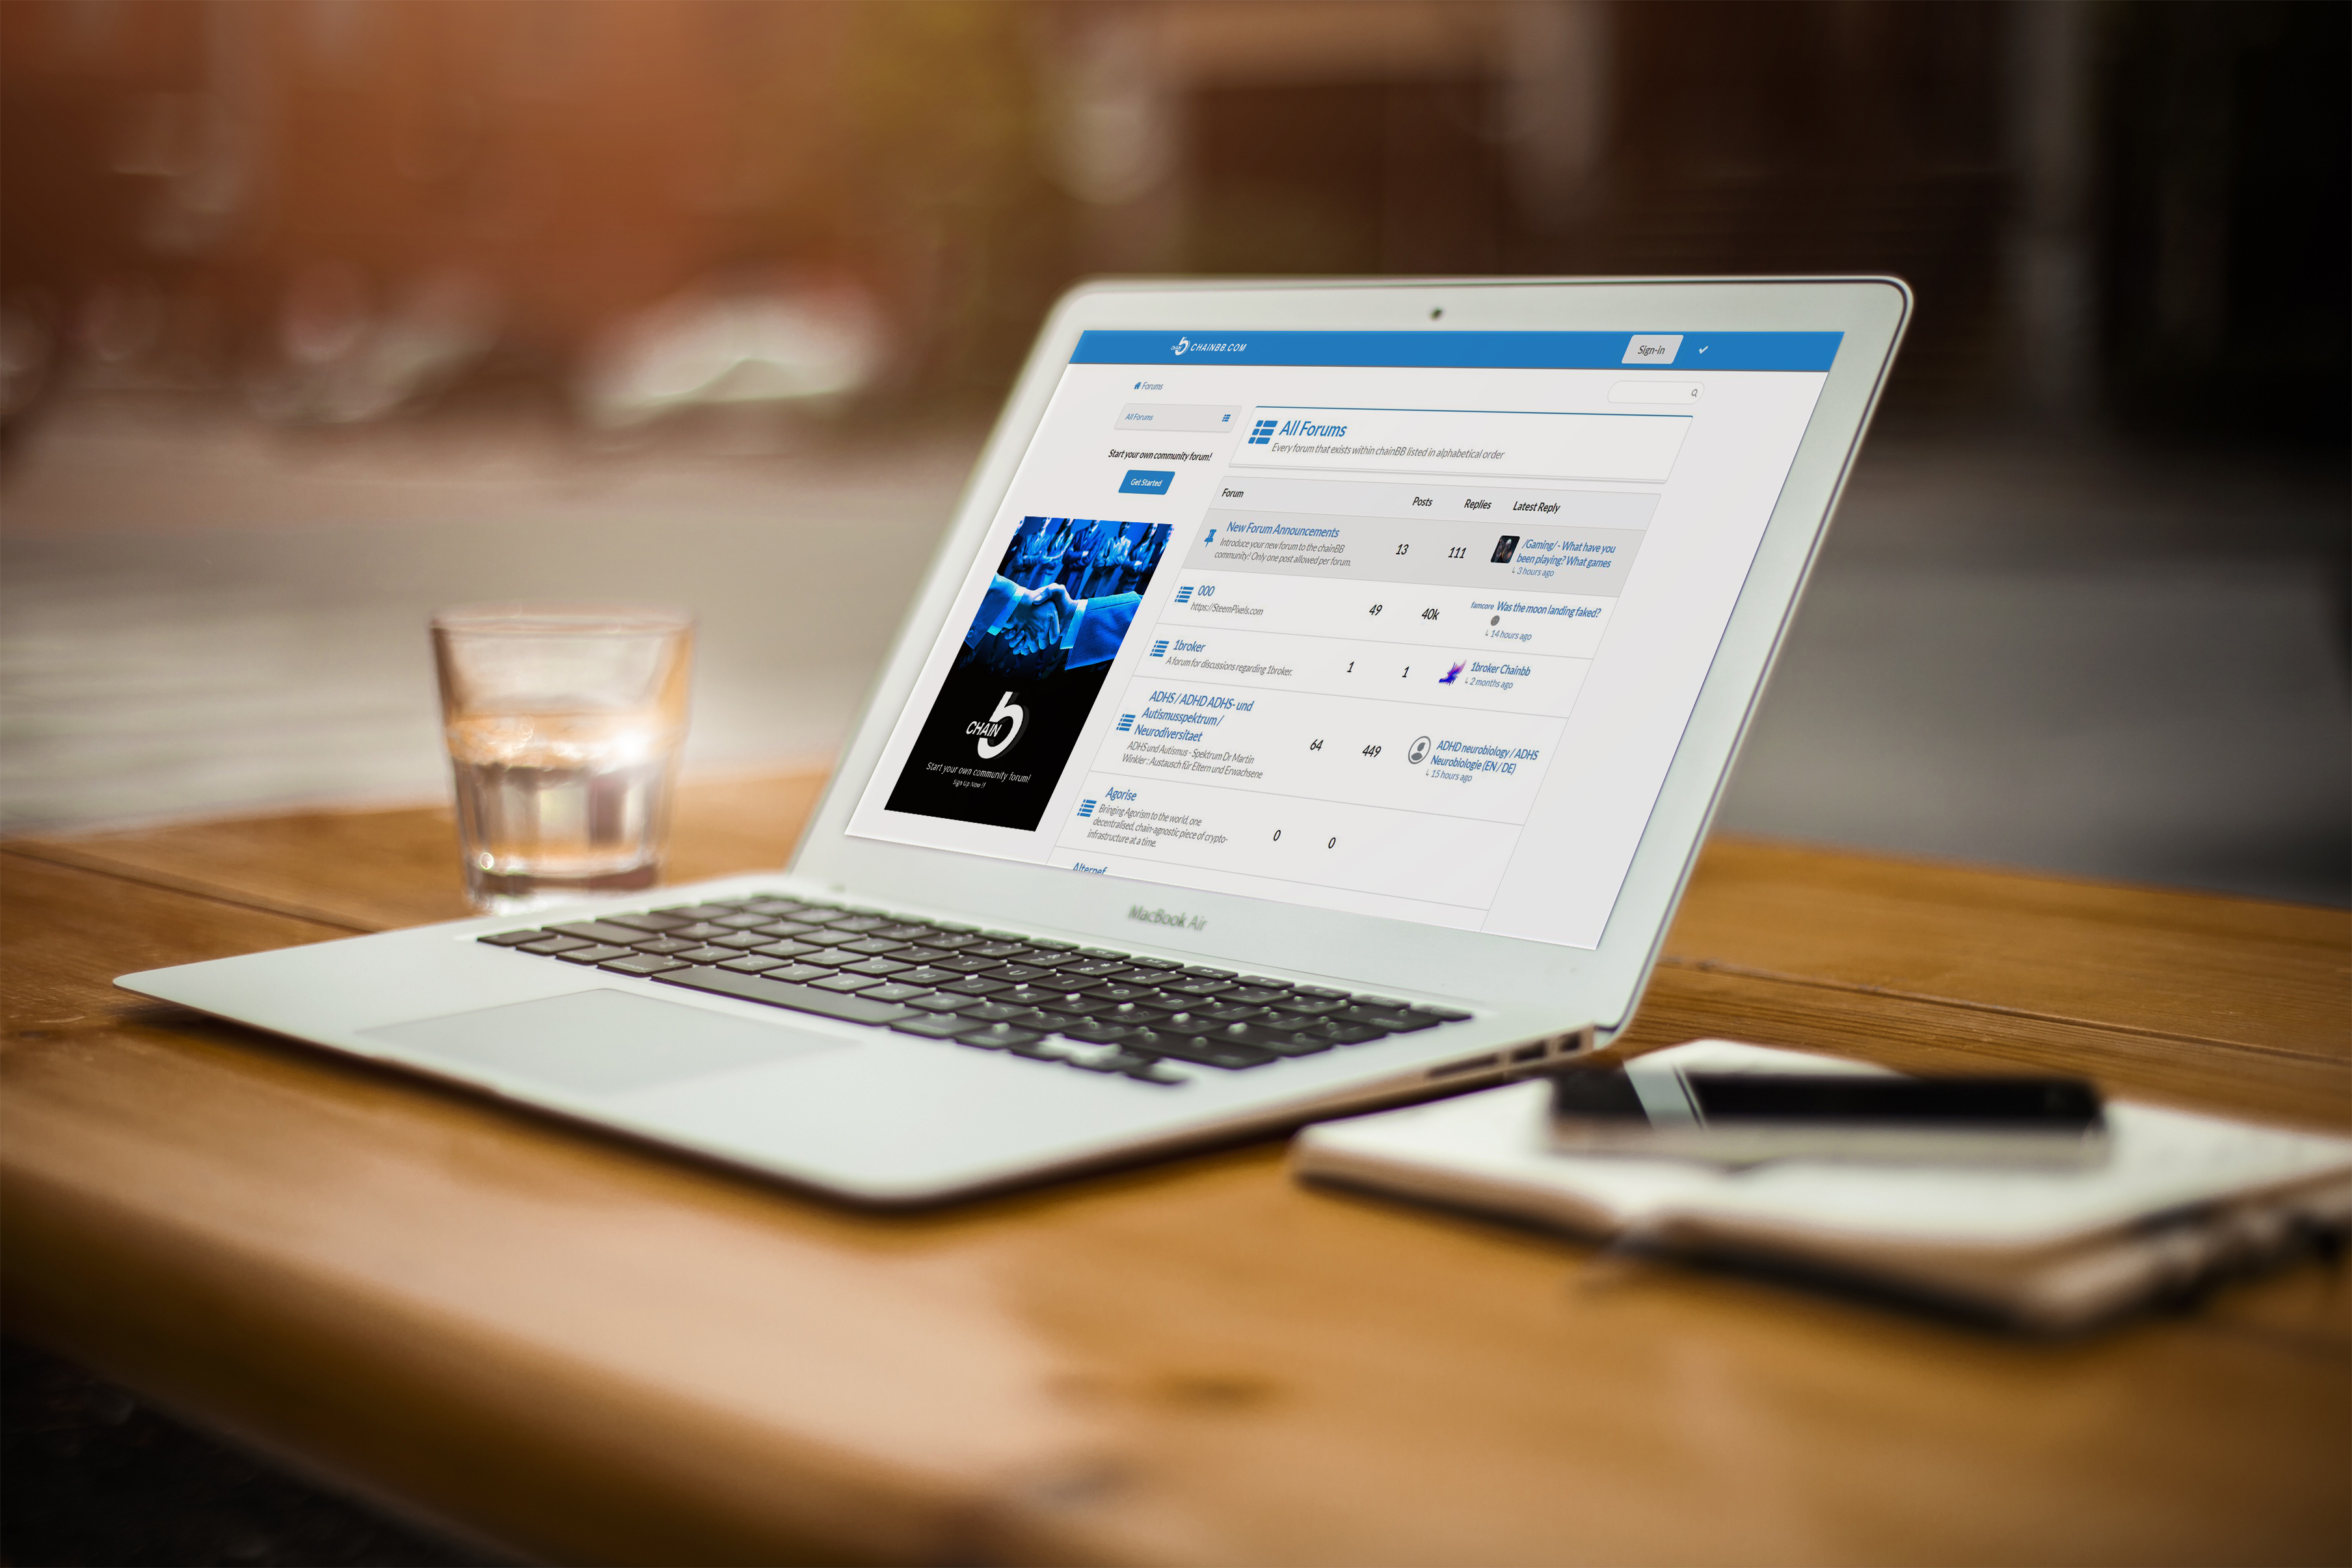 CHAIN b CHAINBB.COM
Sign-in
Forums
All Forums
Start your own community forum!
Get Started
CHAIN b
Start your own community forum!
Sign Up Now !!
All Forums
Every forum that exists within chainBB listed in alphabetical order
Forum Posts Replies Latest Reply
New Forum Announcements
Introduce your new forum to the chainBB
community! Only one post allowed per forum.
13 111
/Gaming/ - What have you
been playing? What games
3 hours ago
000
https://SteemPixels.com
49 40k
famcore Was the moon landing faked?
14 hours ago
1broker
A forum for discussions regarding 1broker.
1 1
1broker Chainbb
2 months ago
ADHS / ADHD ADHS- und
Autismusspektrum /
Neurodiversitaet
ADHS und Autismus - Spektrum Dr Martin
Winkler : Austausch für Eltern und Erwachsene
64 449
ADHD neurobiology / ADHS
Neurobiologie (EN / DE)
15 hours ago
Agorise
Bringing Agorism to the world, one
decentralised, chain-agnostic piece of crypto-
infrastructure at a time.
0 0
MacBook Air